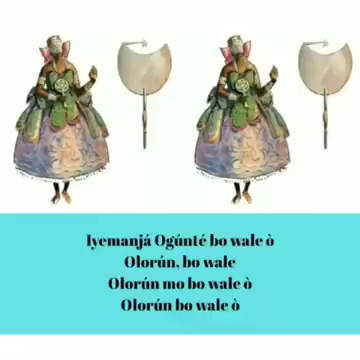 Iyemanjá Ogúnté bo wale ò
Olorún, bo wale
Olorún mo bo wale ò
Olorún bo wale ò